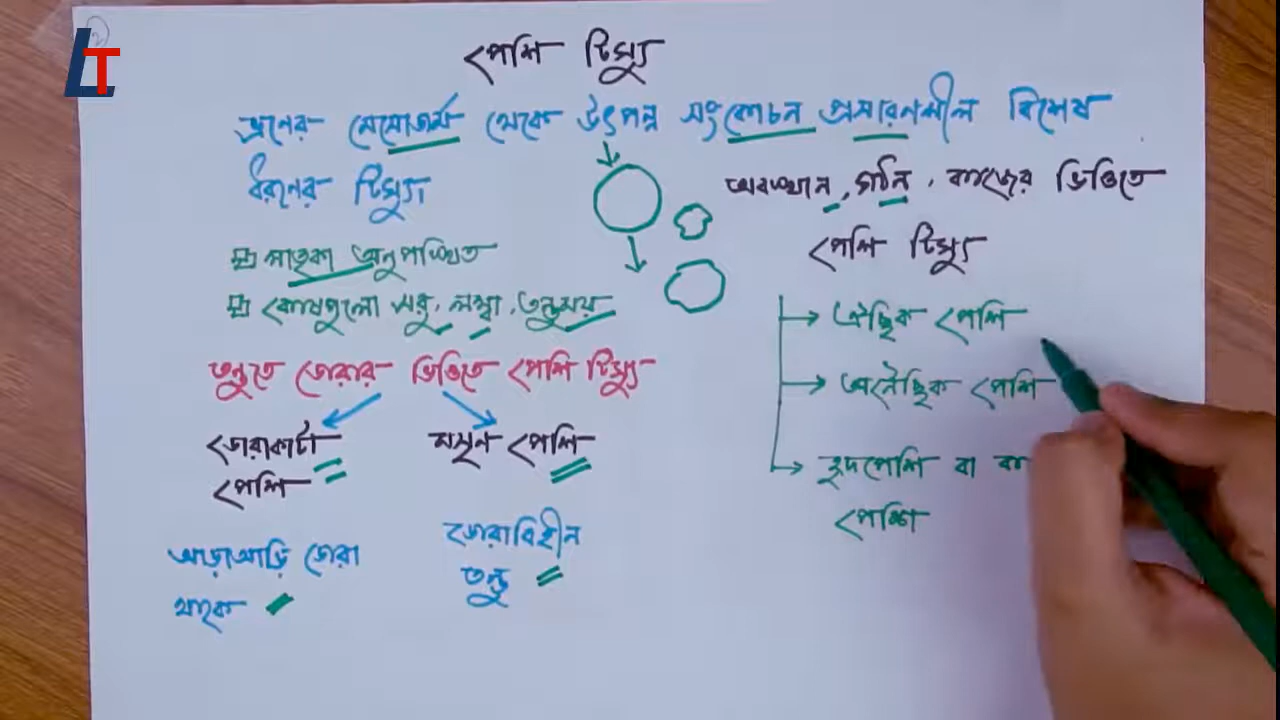 LT
পেশি টিস্যু
ভ্রূণের মেসোডার্ম থেকে উৎপন্ন সংকোচন প্রসারণশীল বিশেষ
ধরনের টিস্যু
মাতৃকা অনুপস্থিত
কোষগুলো সরু, লম্বা, তন্তুময়
তন্তুতে ডোরার ভিত্তিতে পেশি টিস্যু
ডোরাকাটা
পেশি
মসৃন পেশি
আড়াআড়ি ডোরা
থাকে
ডোরাবিহীন
তন্তু
অবস্থান, গঠন, কাজের ভিত্তিতে
পেশি টিস্যু
ঐচ্ছিক পেশি
অনৈচ্ছিক পেশি
হৃদপেশি বা
পেশি